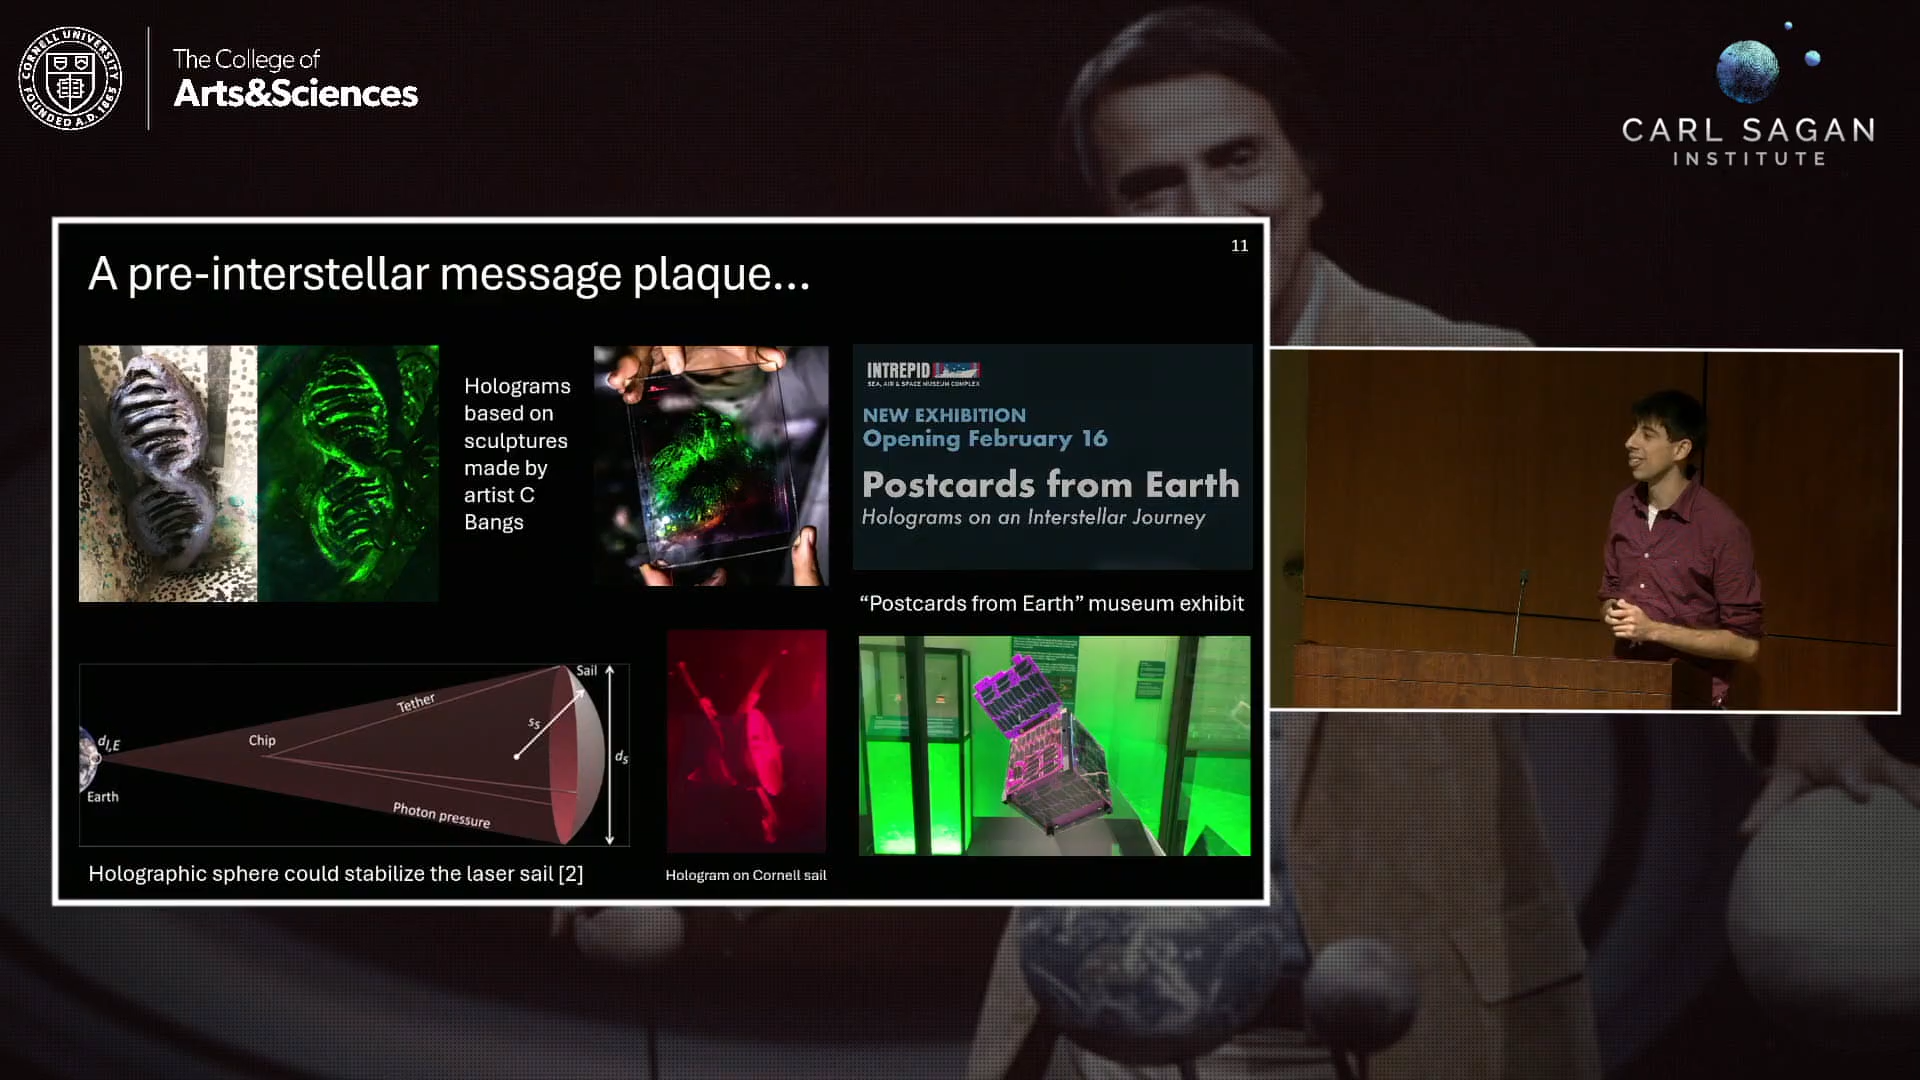 CORNELL UNIVERSITY
FOUNDED A.D. 1865
The College of
Arts&Sciences
CARL SAGAN
INSTITUTE
11
A pre-interstellar message plaque...
Holograms
based on
sculptures
made by
artist C
Bangs
INTREPID
SEA, AIR & SPACE MUSEUM COMPLEX
NEW EXHIBITION
Opening February 16
Postcards from Earth
Holograms on an Interstellar Journey
“Postcards from Earth” museum exhibit
Sail
Tether
s5
Chip
dI,E
ds
Earth
Photon pressure
Holographic sphere could stabilize the laser sail [2]
Hologram on Cornell sail